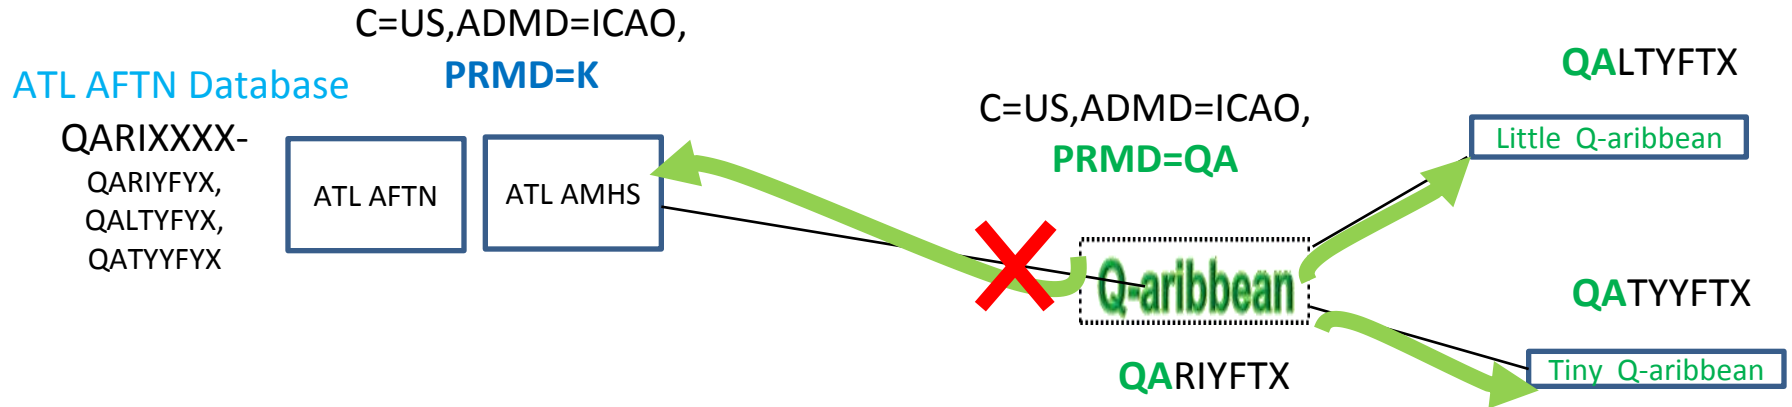 C=US,ADMD=ICAO,
PRMD=K
ATL AFTN Database
QARIXXXX-
QARIYFYX,
QALTYFYX,
QATYYFYX
ATL AFTN
ATL AMHS
C=US,ADMD=ICAO,
PRMD=QA
Q-aribbean
QARIYFTX
QALTYFTX
Little Q-aribbean
QATYYFTX
Tiny Q-aribbean